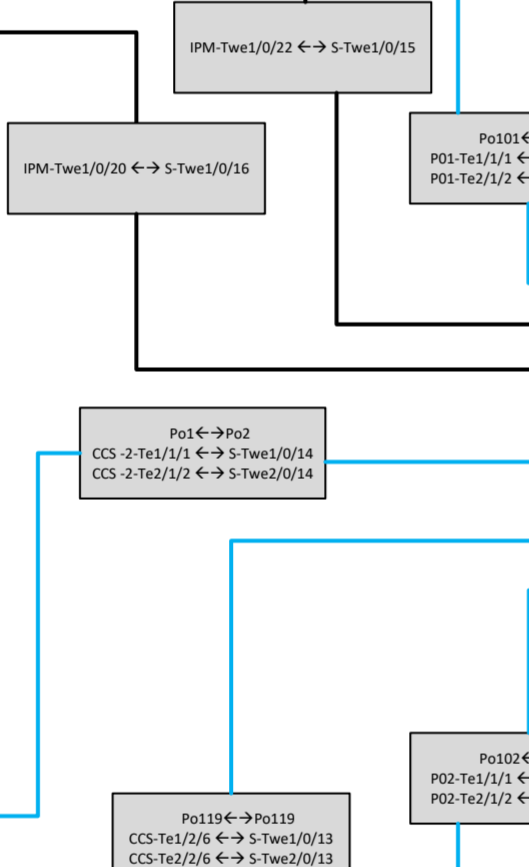 IPM-Twe1/0/22 ←→ S-Twe1/0/15
Po101←
P01-Te1/1/1 ←
P01-Te2/1/2 ←
IPM-Twe1/0/20 ←→ S-Twe1/0/16
Po1←→Po2
CCS -2-Te1/1/1 ←→ S-Twe1/0/14
CCS -2-Te2/1/2 ←→ S-Twe2/0/14
Po102←
P02-Te1/1/1 ←
P02-Te2/1/2 ←
Po119←→Po119
CCS-Te1/2/6 ←→ S-Twe1/0/13
CCS-Te2/2/6 ←→ S-Twe2/0/13